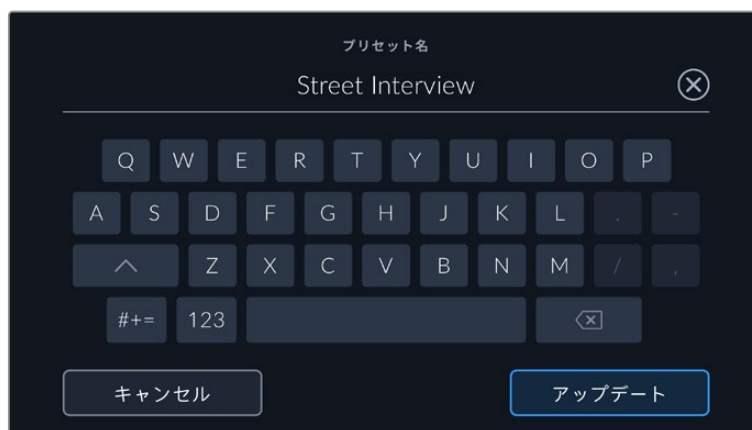 プリセット名
Street Interview
Q W E R T Y U I O P
A S D F G H J K L . -
Z X C V B N M / ,
#+= 123
キャンセル アップデート